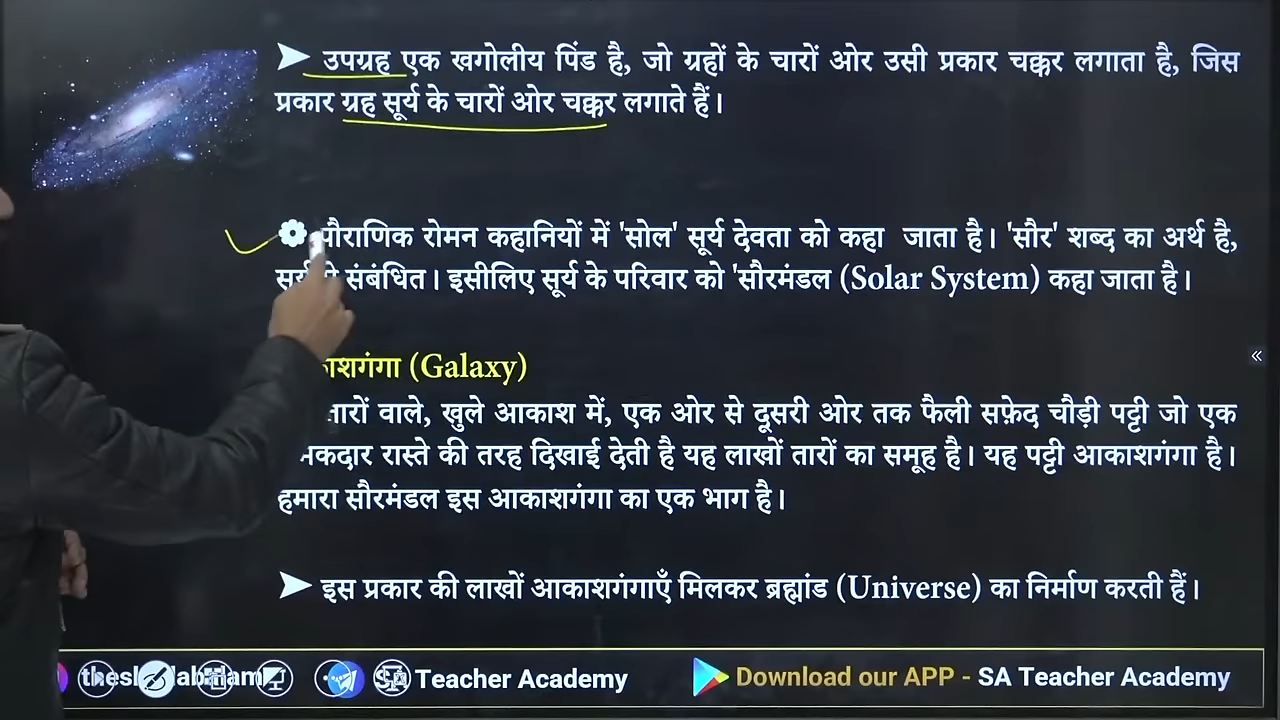 उपग्रह एक खगोलीय पिंड है, जो ग्रहों के चारों ओर उसी प्रकार चक्कर लगाता है, जिस
प्रकार ग्रह सूर्य के चारों ओर चक्कर लगाते हैं।
पौराणिक रोमन कहानियों में 'सोल' सूर्य देवता को कहा जाता है। 'सौर' शब्द का अर्थ है,
संबंधित। इसीलिए सूर्य के परिवार को 'सौरमंडल (Solar System) कहा जाता है।
(Galaxy)
वाले, खुले आकाश में, एक ओर से दूसरी ओर तक फैली सफ़ेद चौड़ी पट्टी जो एक
रास्ते की तरह दिखाई देती है यह लाखों तारों का समूह है। यह पट्टी आकाशगंगा है।
हमारा सौरमंडल इस आकाशगंगा का एक भाग है।
इस प्रकार की लाखों आकाशगंगाएँ मिलकर ब्रह्मांड (Universe) का निर्माण करती हैं।
Teacher Academy Download our APP - SA Teacher Academy